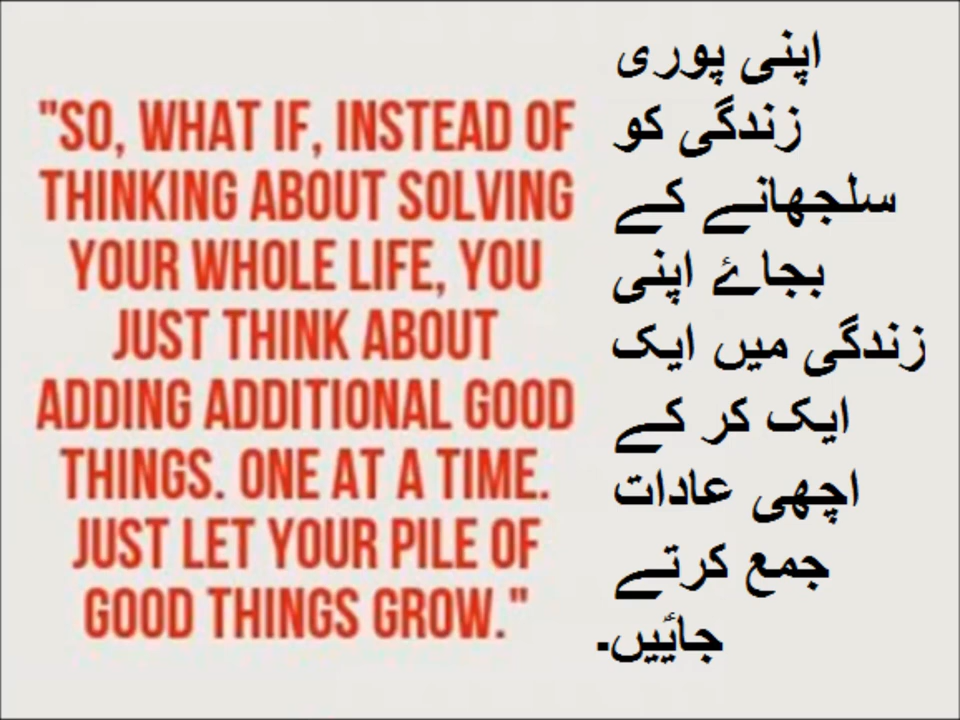 "SO, WHAT IF, INSTEAD OF
THINKING ABOUT SOLVING
YOUR WHOLE LIFE, YOU
JUST THINK ABOUT
ADDING ADDITIONAL GOOD
THINGS. ONE AT A TIME.
JUST LET YOUR PILE OF
GOOD THINGS GROW."
اپنی پوری
زندگی کو
سلجھانے کے
بجاۓ اپنی
زندگی میں ایک
ایک کر کے
اچھی عادات
جمع کرتے
جائییں۔